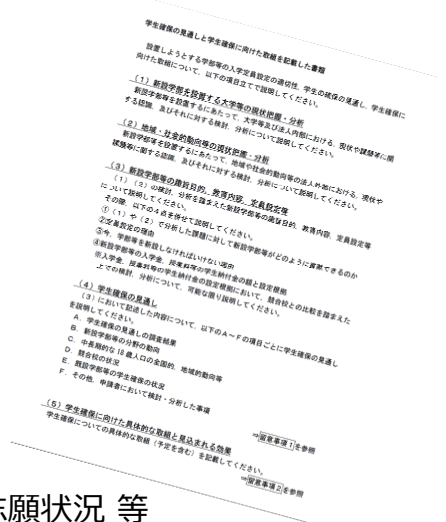 学生確保の見通しと学生確保に向けた取組を記載した書類
設置しようとする学部等の入学定員設定の適切性、学生の確保の見通し、学生確保に
向けた取組について、以下の項目立てで説明してください。
（１）新設学部を設置する大学等の現状把握・分析
新設学部等を設置するにあたって、大学等及び法人内部における、現状や課題等に関
する認識、及びそれに対する検討、分析について説明してください。
（２）地域・社会的動向等の現状把握・分析
新設学部等を設置するにあたって、地域や社会的動向等の法人外部における、現状や
課題等に関する認識、及びそれに対する検討、分析について説明してください。
（３）新設学部等の趣旨目的、教育内容、定員設定等
（１）（２）の検討、分析を踏まえた新設学部等の趣旨目的、教育内容、定員設定等
について説明してください。
その際、以下の４点を併せて説明してください。
①（１）や（２）で分析した課題に対して新設学部等がどのように貢献できるのか
②定員設定の理由
③今、学部等を新設しなければいけない理由
④新設学部等の入学金、授業料等の学生納付金の額と設定根拠
※入学金、授業料等の学生納付金の設定根拠において、競合校との比較を踏まえた
上での検討、分析について、可能な限り説明してください。
（４）学生確保の見通し
（３）において記述した内容について、以下のＡ～Ｆの項目ごとに学生確保の見通し
を説明してください。
Ａ．学生確保の見通しの調査結果
Ｂ．新設学部等の分野の動向
Ｃ．中長期的な18歳人口の全国的、地域的動向等
Ｄ．競合校の状況
Ｅ．既設学部等の学生確保の状況
Ｆ．その他、申請者において検討・分析した事項
⇒留意事項１を参照
（５）学生確保に向けた具体的な取組と見込まれる効果
学生確保についての具体的な取組（予定を含む）を記載してください。
⇒留意事項２を参照
志願状況 等